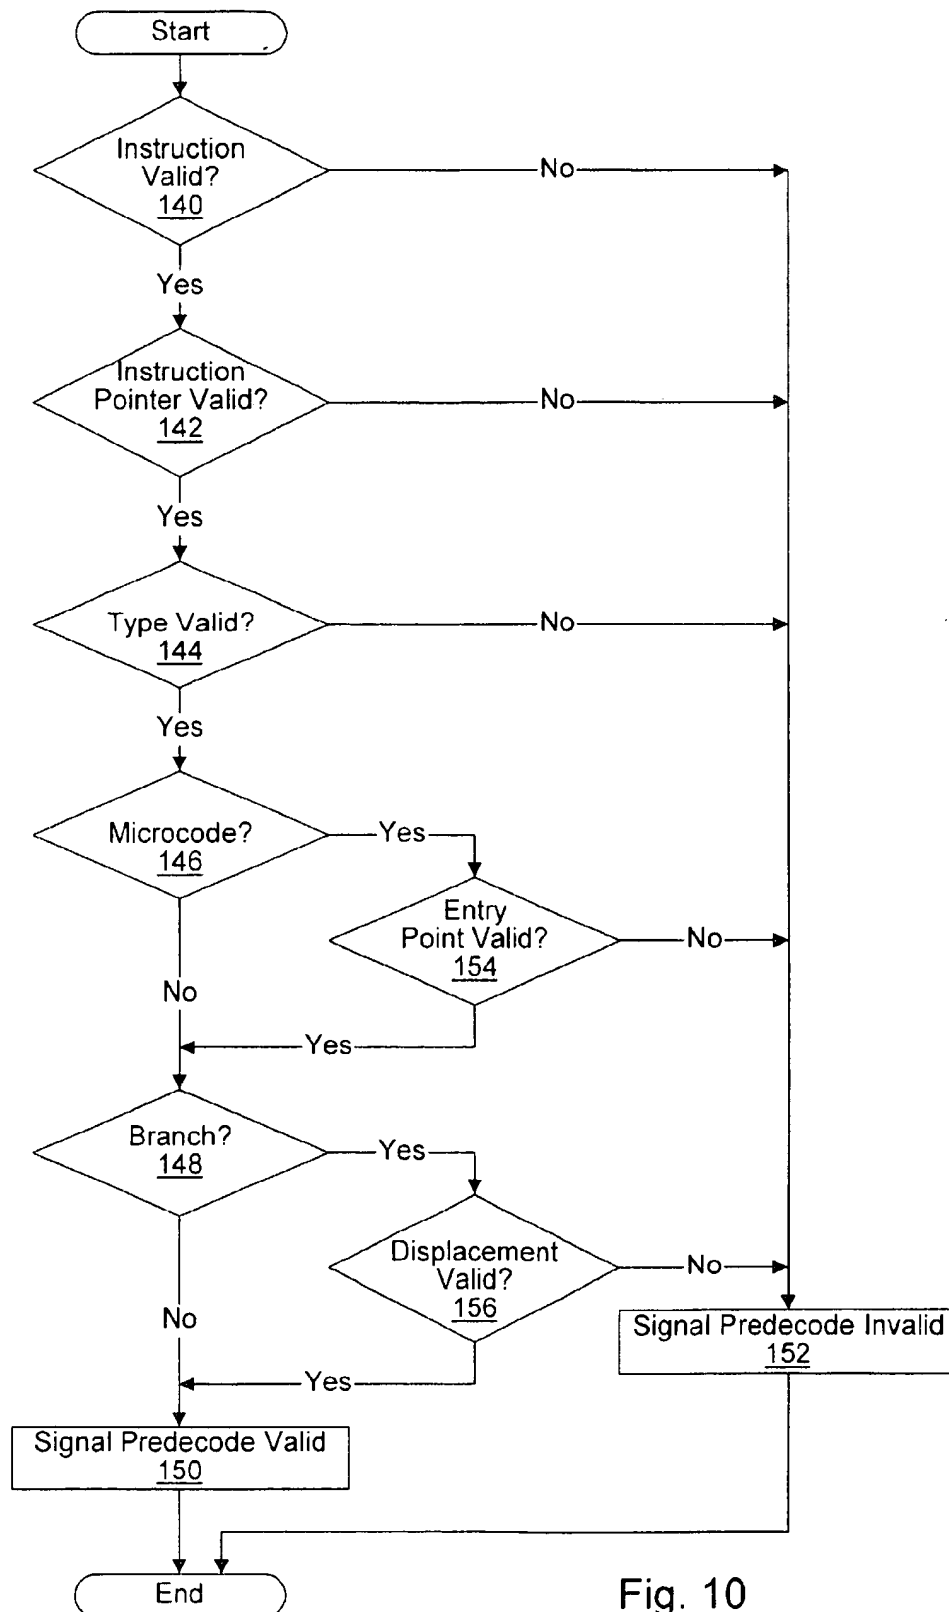 Start
Instruction
Valid?
140
No
Yes
Instruction
Pointer Valid?
142
No
Yes
Type Valid?
144
No
Yes
Microcode?
146
Yes
Entry
Point Valid?
154
No
No
Yes
Branch?
148
Yes
Displacement
Valid?
156
No
No
Signal Predecode Invalid
152
Yes
Signal Predecode Valid
150
End
Fig. 10